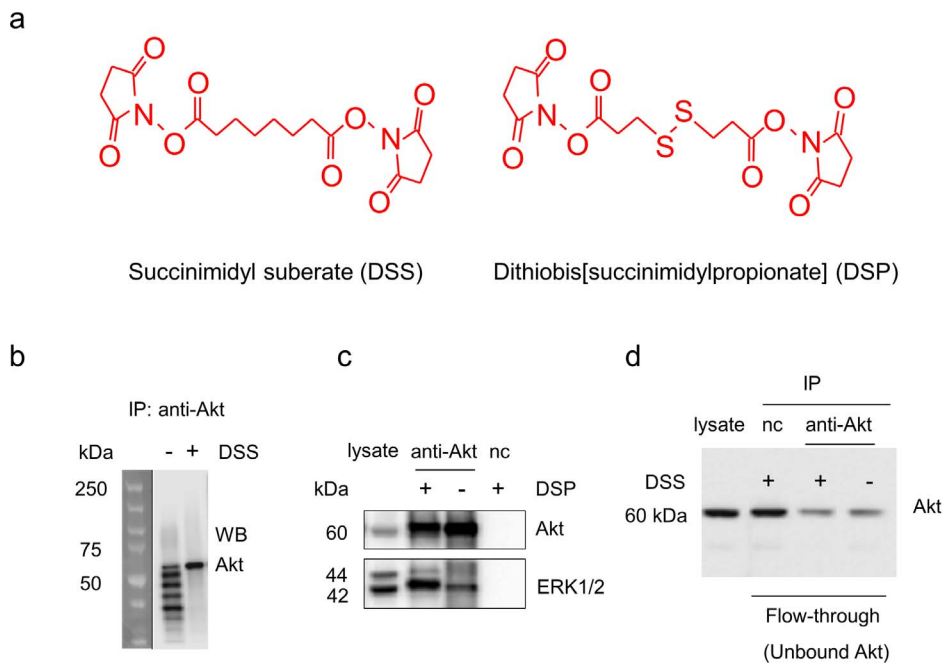 a
O
O
N
O
O
O
O
N
O
O
O
O
N
O
O
S
S
O
O
N
O
O
Succinimidyl suberate (DSS)
Dithiobis[succinimidylpropionate] (DSP)
b
IP: anti-Akt
kDa
- + DSS
250
WB
75
Akt
50
c
lysate anti-Akt nc
kDa + - + DSP
60 Akt
44
42
ERK1/2
d
IP
lysate nc anti-Akt
DSS + + -
60 kDa
Akt
Flow-through
(Unbound Akt)